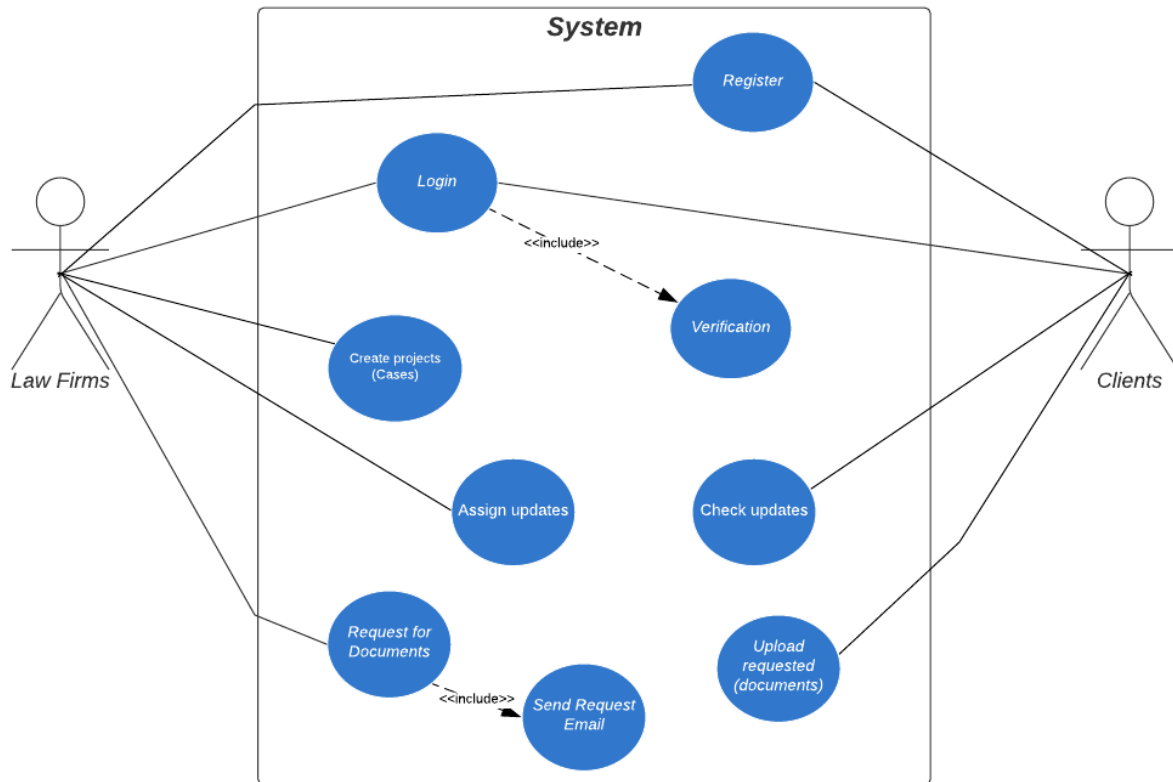 System
Register
Login
<<include>>
Verification
Create projects
(Cases)
Law Firms
Clients
Assign updates
Check updates
Request for
Documents
Upload
requested
(documents)
<<include>>
Send Request
Email